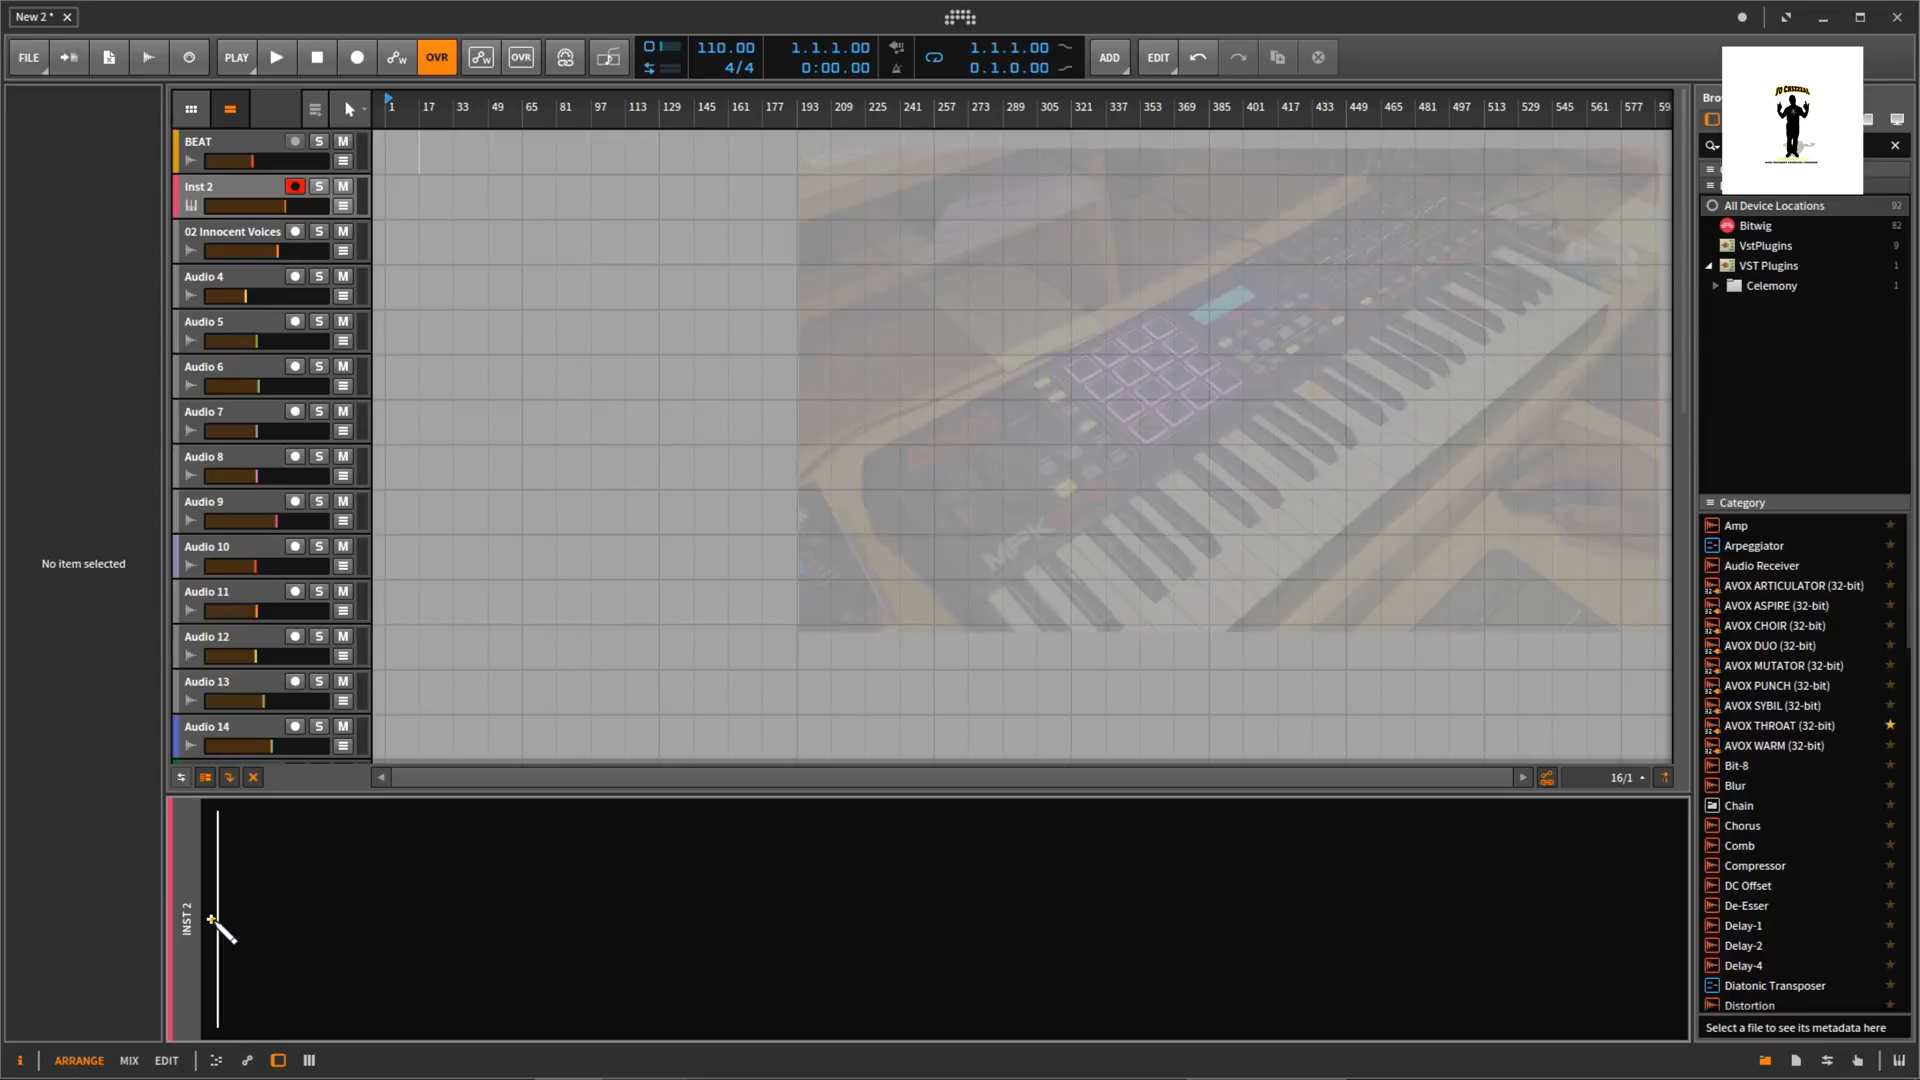 New 2 *
FILE
PLAY
OVR
OVR
110.00
4/4
1.1.1.00
0:00.00
1.1.1.00
0.1.0.00
ADD
EDIT
1 17 33 49 65 81 97 113 129 145 161 177 193 209 225 241 257 273 289 305 321 337 353 369 385 401 417 433 449 465 481 497 513 529 545 561 577 59
BEAT S M
Inst 2 S M
02 Innocent Voices S M
Audio 4 S M
Audio 5 S M
Audio 6 S M
Audio 7 S M
Audio 8 S M
Audio 9 S M
Audio 10 S M
Audio 11 S M
Audio 12 S M
Audio 13 S M
Audio 14 S M
MPK
16/1
No item selected
INST 2
ARRANGE MIX EDIT
All Device Locations 92
Bitwig 82
VstPlugins 9
VST Plugins 1
Celemony 1
Category
Amp
Arpeggiator
Audio Receiver
AVOX ARTICULATOR (32-bit)
AVOX ASPIRE (32-bit)
AVOX CHOIR (32-bit)
AVOX DUO (32-bit)
AVOX MUTATOR (32-bit)
AVOX PUNCH (32-bit)
AVOX SYBIL (32-bit)
AVOX THROAT (32-bit)
AVOX WARM (32-bit)
Bit-8
Blur
Chain
Chorus
Comb
Compressor
DC Offset
De-Esser
Delay-1
Delay-2
Delay-4
Diatonic Transposer
Distortion
Select a file to see its metadata here